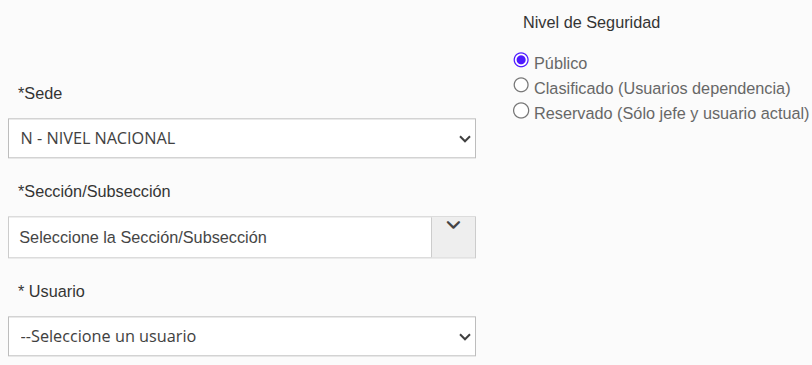 Nivel de Seguridad
Público
Clasificado (Usuarios dependencia)
Reservado (Sólo jefe y usuario actual)
*Sede
N - NIVEL NACIONAL
*Sección/Subsección
Seleccione la Sección/Subsección
* Usuario
--Seleccione un usuario